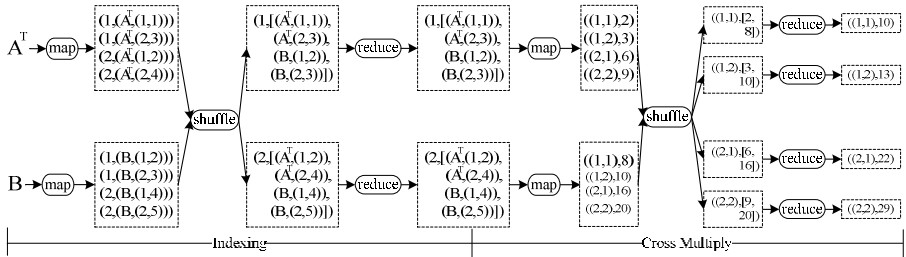 A^T
map
(1,(A^T,(1,1)))
(1,(A^T,(2,3)))
(2,(A^T,(1,2)))
(2,(A^T,(2,4)))
B
map
(1,(B,(1,2)))
(1,(B,(2,3)))
(2,(B,(1,4)))
(2,(B,(2,5)))
shuffle
(1,[(A^T,(1,1)),
(A^T,(2,3)),
(B,(1,2)),
(B,(2,3))])
reduce
(1,[(A^T,(1,1)),
(A^T,(2,3)),
(B,(1,2)),
(B,(2,3))])
(2,[(A^T,(1,2)),
(A^T,(2,4)),
(B,(1,4)),
(B,(2,5))])
reduce
(2,[(A^T,(1,2)),
(A^T,(2,4)),
(B,(1,4)),
(B,(2,5))])
map
((1,1),2)
((1,2),3)
((2,1),6)
((2,2),9)
map
((1,1),8)
((1,2),10)
((2,1),16)
((2,2),20)
shuffle
((1,1),[2,
8])
reduce
((1,1),10)
((1,2),[3,
10])
reduce
((1,2),13)
((2,1),[6,
16])
reduce
((2,1),22)
((2,2),[9,
20])
reduce
((2,2),29)
Indexing
Cross Multiply